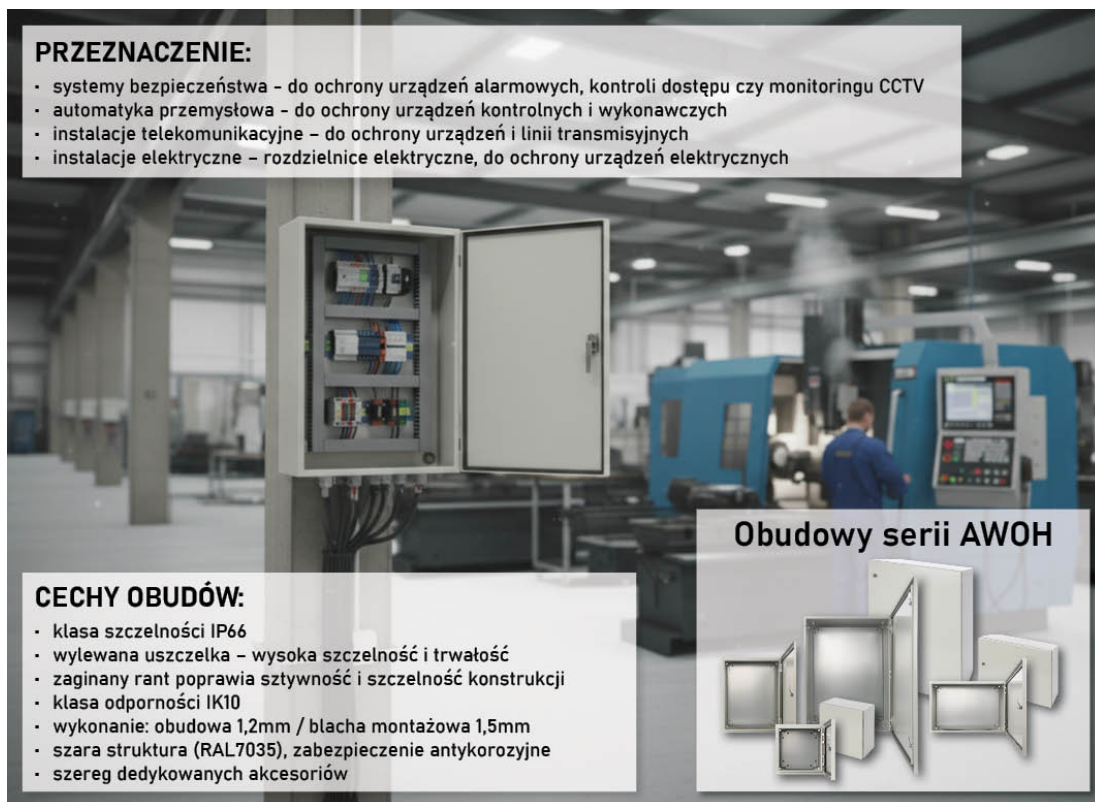 PRZEZNACZENIE:
· systemy bezpieczeństwa - do ochrony urządzeń alarmowych, kontroli dostępu czy monitoringu CCTV
· automatyka przemysłowa - do ochrony urządzeń kontrolnych i wykonawczych
· instalacje telekomunikacyjne – do ochrony urządzeń i linii transmisyjnych
· instalacje elektryczne – rozdzielnice elektryczne, do ochrony urządzeń elektrycznych
Obudowy serii AWOH
CECHY OBUDÓW:
· klasa szczelności IP66
· wylewana uszczelka – wysoka szczelność i trwałość
· zaginany rant poprawia sztywność i szczelność konstrukcji
· klasa odporności IK10
· wykonanie: obudowa 1,2mm / blacha montażowa 1,5mm
· szara struktura (RAL7035), zabezpieczenie antykorozyjne
· szereg dedykowanych akcesoriów